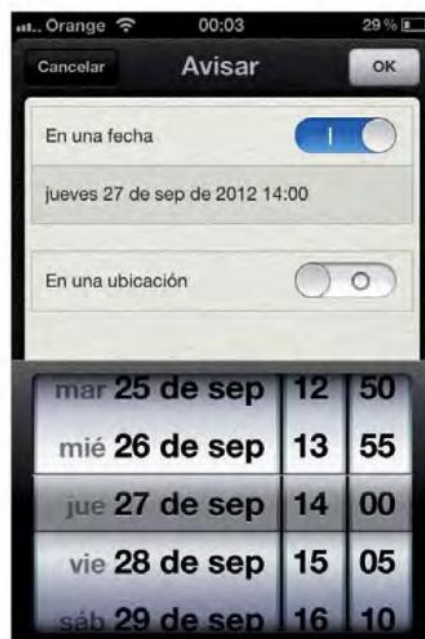 Orange 00:03 29 %
Cancelar Avisar OK
En una fecha
jueves 27 de sep de 2012 14:00
En una ubicación
mar 25 de sep 12 50
mié 26 de sep 13 55
jue 27 de sep 14 00
vie 28 de sep 15 05
sáb 29 de sep 16 10